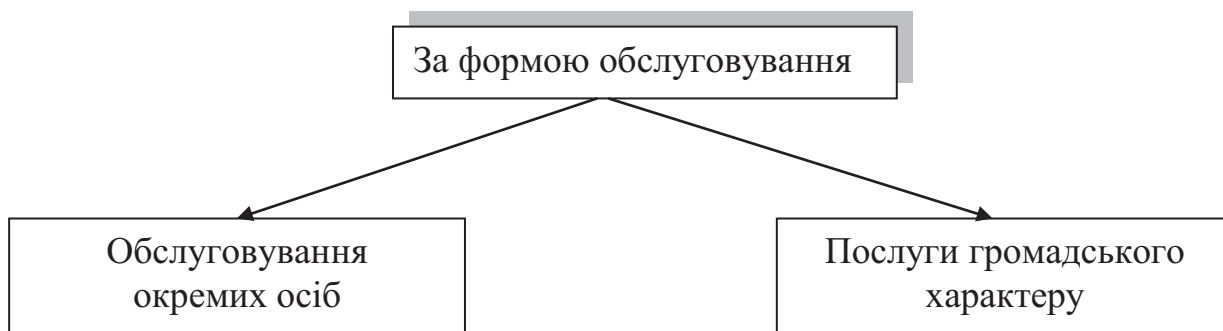 За формою обслуговування
Обслуговування
окремих осіб
Послуги громадського
характеру